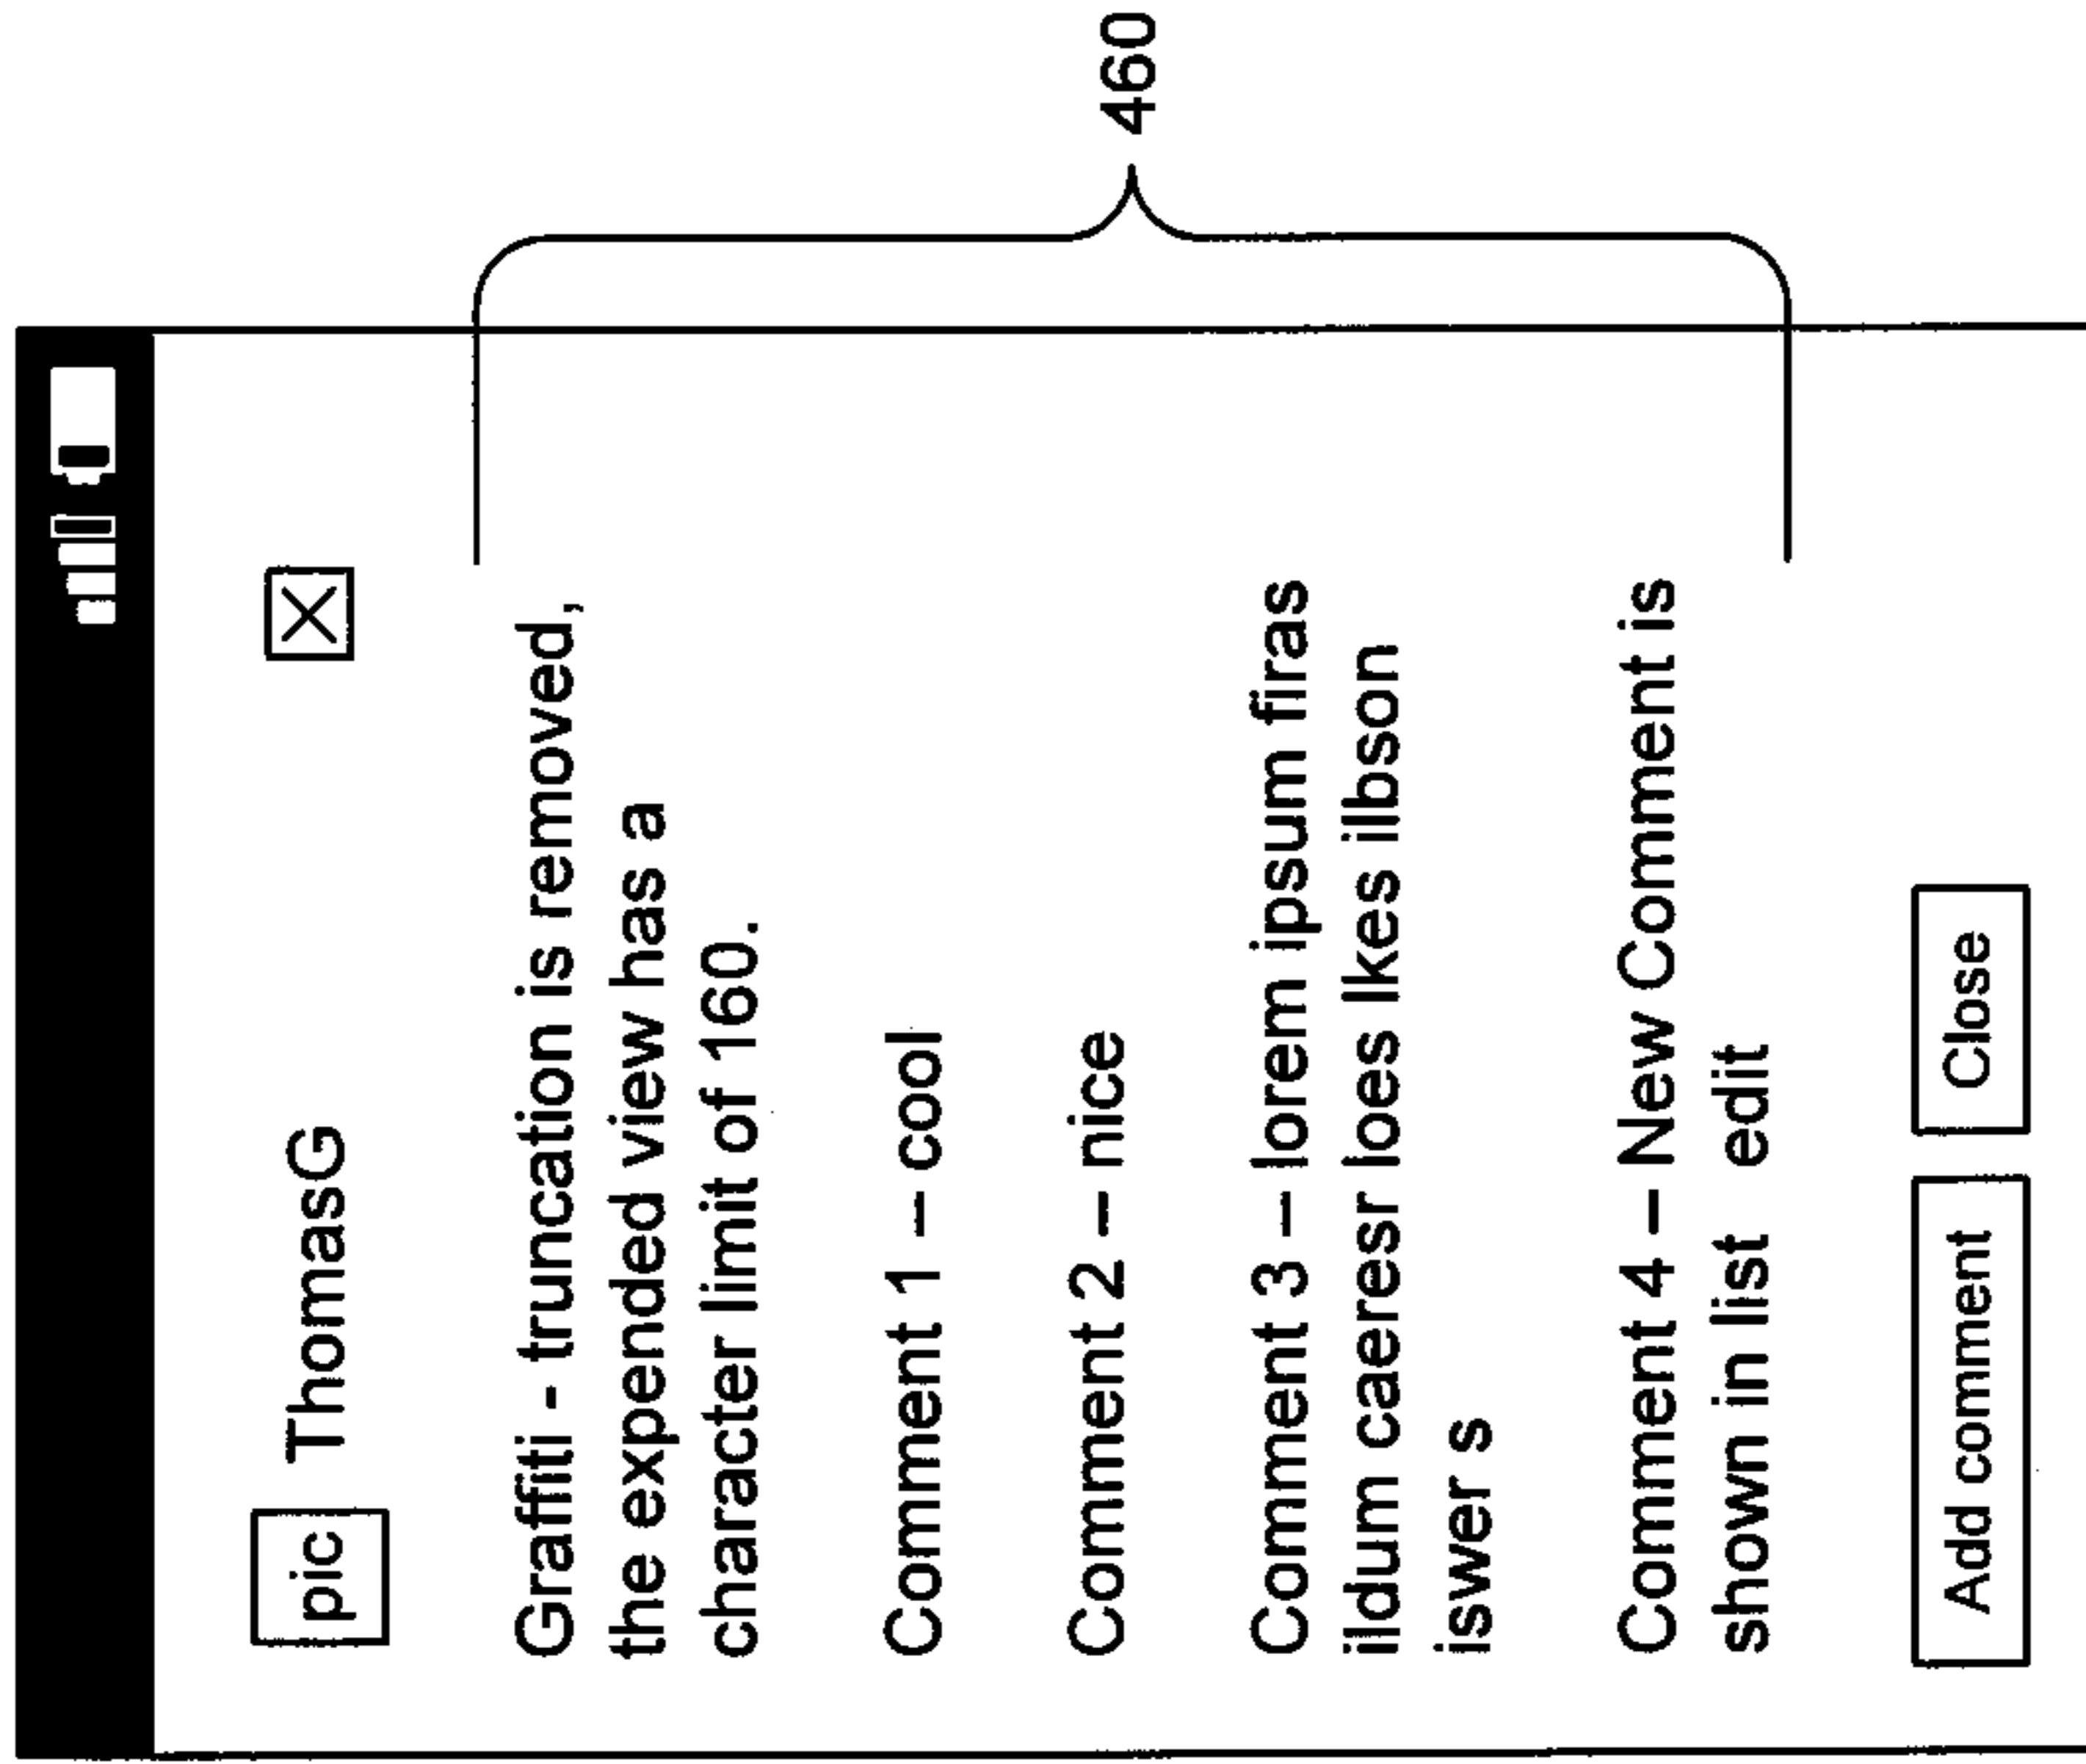 pic ThomasG
Graffiti - truncation is removed,
the expended view has a
character limit of 160.
Comment 1 – cool
Comment 2 – nice
Comment 3 – lorem ipsum firas
ildum caeresr loes lkes ilbson
iswer s
Comment 4 – New Comment is
shown in list edit
Add comment Close
460